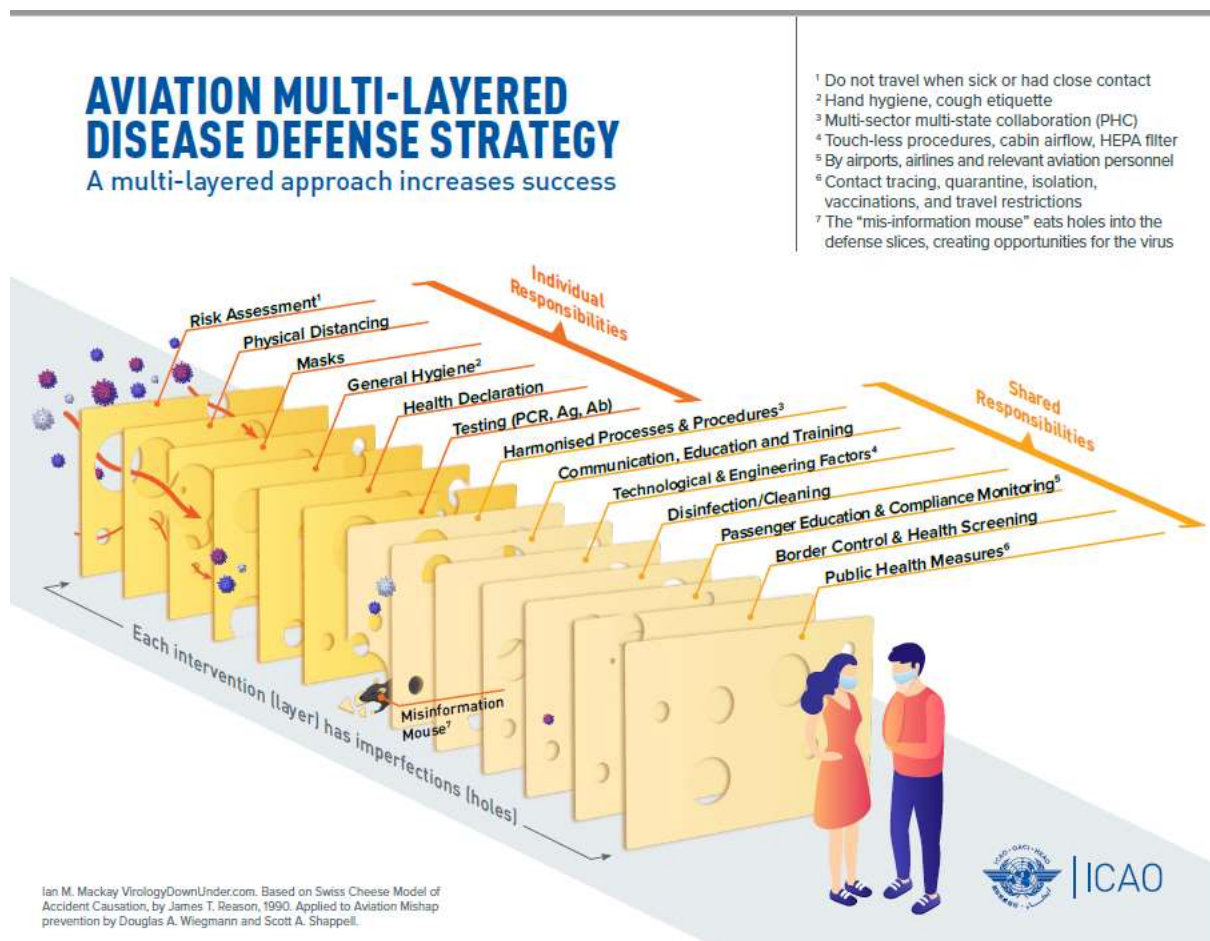 AVIATION MULTI-LAYERED
DISEASE DEFENSE STRATEGY
A multi-layered approach increases success
¹ Do not travel when sick or had close contact
² Hand hygiene, cough etiquette
³ Multi-sector multi-state collaboration (PHC)
⁴ Touch-less procedures, cabin airflow, HEPA filter
⁵ By airports, airlines and relevant aviation personnel
⁶ Contact tracing, quarantine, isolation,
vaccinations, and travel restrictions
⁷ The “mis-information mouse” eats holes into the
defense slices, creating opportunities for the virus
Individual
Responsibilities
Risk Assessment¹
Physical Distancing
Masks
General Hygiene²
Health Declaration
Testing (PCR, Ag, Ab)
Shared
Responsibilities
Harmonised Processes & Procedures³
Communication, Education and Training
Technological & Engineering Factors⁴
Disinfection/Cleaning
Passenger Education & Compliance Monitoring⁵
Border Control & Health Screening
Public Health Measures⁶
Misinformation
Mouse⁷
Each intervention (layer) has imperfections (holes)
Ian M. Mackay VirologyDownUnder.com. Based on Swiss Cheese Model of
Accident Causation, by James T. Reason, 1990. Applied to Aviation Mishap
prevention by Douglas A. Wiegmann and Scott A. Shappell.
ICAO